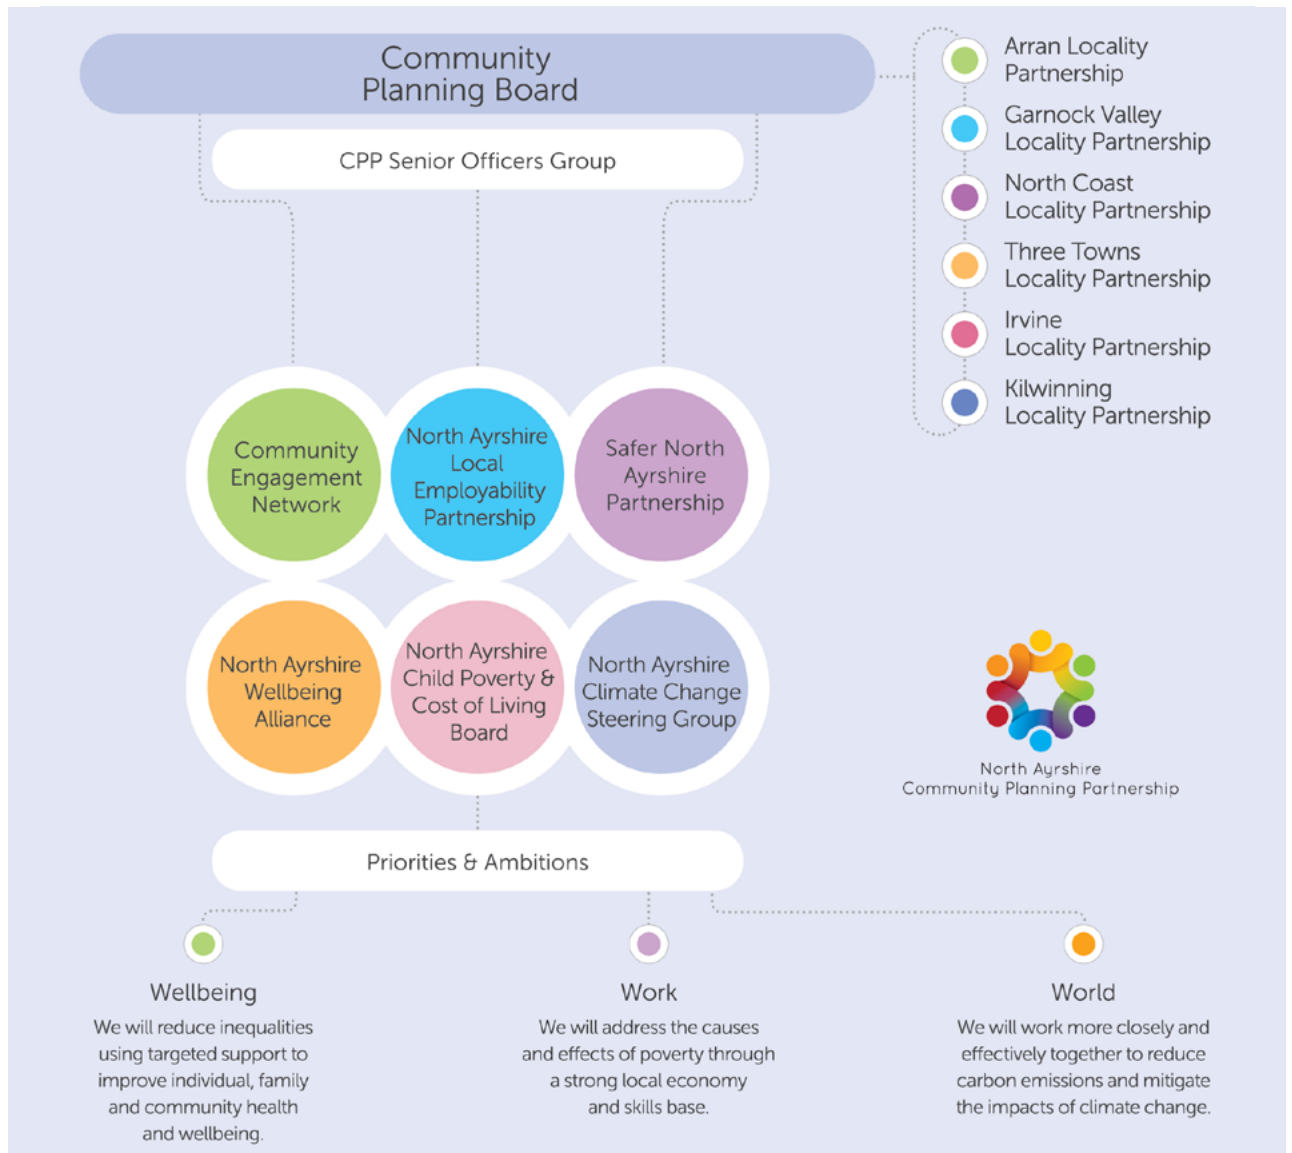 Community
Planning Board
CPP Senior Officers Group
Arran Locality
Partnership
Garnock Valley
Locality Partnership
North Coast
Locality Partnership
Three Towns
Locality Partnership
Irvine
Locality Partnership
Kilwinning
Locality Partnership
Community
Engagement
Network
North Ayrshire
Local
Employability
Partnership
Safer North
Ayrshire
Partnership
North Ayrshire
Wellbeing
Alliance
North Ayrshire
Child Poverty &
Cost of Living
Board
North Ayrshire
Climate Change
Steering Group
North Ayrshire
Community Planning Partnership
Priorities & Ambitions
Wellbeing
We will reduce inequalities
using targeted support to
improve individual, family
and community health
and wellbeing.
Work
We will address the causes
and effects of poverty through
a strong local economy
and skills base.
World
We will work more closely and
effectively together to reduce
carbon emissions and mitigate
the impacts of climate change.